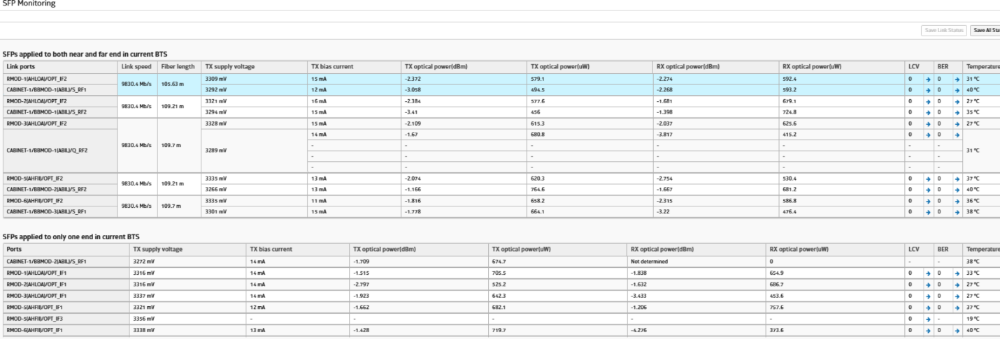 SFP Monitoring
Save Link Status Save All Sta
SFPs applied to both near and far end in current BTS
Link ports Link speed Fiber length TX supply voltage TX bias current TX optical power(dBm) TX optical power(uW) RX optical power(dBm) RX optical power(uW) LCV BER Temperature
RMOD-1(AHLOA)/OPT_IF2 9830.4 Mb/s 105.63 m 3309 mV 15 mA -2.372 579.1 -2.274 592.4 0 → 0 → 31 °C
CABINET-1/BBMOD-1(ABIL)/S_RF1 3292 mV 12 mA -3.058 494.5 -2.268 593.2 0 → 0 → 40 °C
RMOD-2(AHLOA)/OPT_IF2 9830.4 Mb/s 109.21 m 3321 mV 16 mA -2.384 577.6 -1.681 679.1 0 → 0 → 27 °C
CABINET-1/BBMOD-1(ABIL)/S_RF2 3294 mV 15 mA -3.41 456 -1.398 724.8 0 → 0 → 35 °C
RMOD-3(AHLOA)/OPT_IF2 9830.4 Mb/s 109.7 m 3328 mV 15 mA -2.109 615.3 -2.037 625.6 0 → 0 → 27 °C
CABINET-1/BBMOD-1(ABIL)/Q_RF2 3289 mV 14 mA -1.67 680.8 -3.817 415.2 0 → 0 → 31 °C
- - - - - - -
- - - - - - -
- - - - - - -
RMOD-5(AHFII)/OPT_IF2 9830.4 Mb/s 109.21 m 3335 mV 13 mA -2.074 620.3 -2.754 530.4 0 → 0 → 37 °C
CABINET-1/BBMOD-2(ABIL)/S_RF2 3266 mV 13 mA -1.166 764.6 -1.667 681.2 0 → 0 → 40 °C
RMOD-6(AHFII)/OPT_IF2 9830.4 Mb/s 109.7 m 3335 mV 11 mA -1.816 658.2 -2.315 586.8 0 → 0 → 36 °C
CABINET-1/BBMOD-3(ABIL)/S_RF1 3301 mV 15 mA -1.778 664.1 -3.22 476.4 0 → 0 → 38 °C
SFPs applied to only one end in current BTS
Ports TX supply voltage TX bias current TX optical power(dBm) TX optical power(uW) RX optical power(dBm) RX optical power(uW) LCV BER Temperature
CABINET-1/BBMOD-2(ABIL)/S_RF1 3272 mV 14 mA -1.709 674.7 Not determined 0 - - 38 °C
RMOD-1(AHLOA)/OPT_IF1 3316 mV 14 mA -1.515 705.5 -1.838 654.9 0 → 0 → 33 °C
RMOD-2(AHLOA)/OPT_IF1 3316 mV 14 mA -2.797 525.2 -1.632 686.7 0 → 0 → 27 °C
RMOD-3(AHLOA)/OPT_IF1 3337 mV 14 mA -1.923 642.3 -3.433 453.6 0 → 0 → 27 °C
RMOD-5(AHFII)/OPT_IF1 3321 mV 12 mA -1.662 682.1 -1.206 757.6 0 → 0 → 37 °C
RMOD-5(AHFII)/OPT_IF3 3356 mV - - - - - 0 → - 19 °C
RMOD-6(AHFII)/OPT_IF1 3338 mV 13 mA -1.428 719.7 -4.276 373.6 0 → 0 → 40 °C